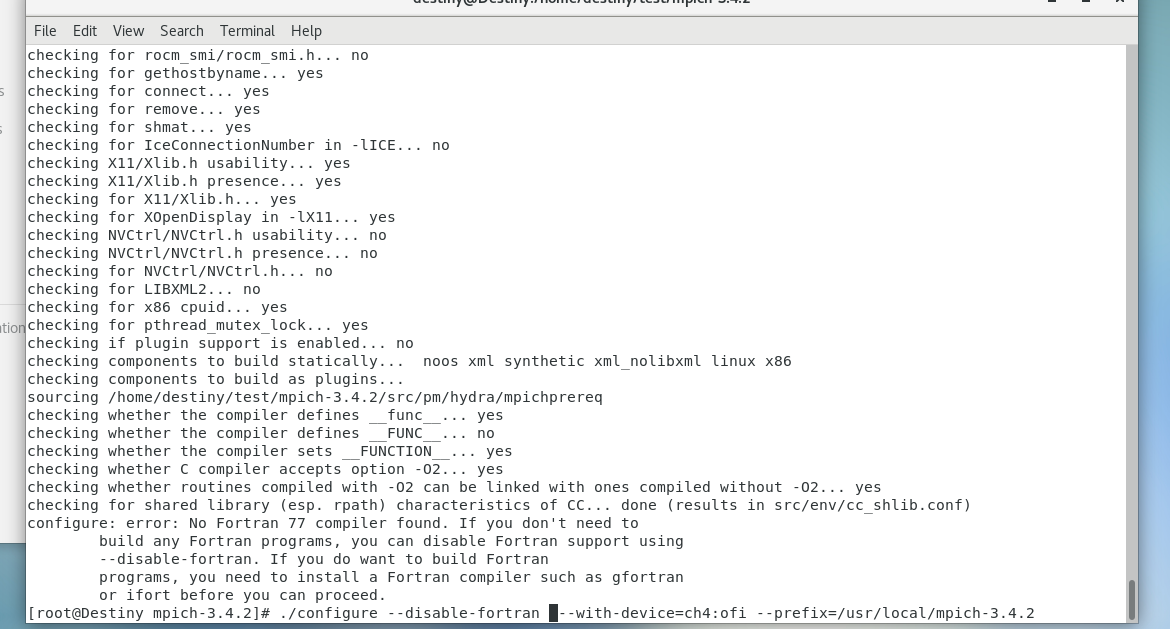 destiny@Destiny:/home/destiny/test/mpich-3.4.2
File Edit View Search Terminal Help
checking for rocm_smi/rocm_smi.h... no
checking for gethostbyname... yes
checking for connect... yes
checking for remove... yes
checking for shmat... yes
checking for IceConnectionNumber in -lICE... no
checking X11/Xlib.h usability... yes
checking X11/Xlib.h presence... yes
checking for X11/Xlib.h... yes
checking for XOpenDisplay in -lX11... yes
checking NVCtrl/NVCtrl.h usability... no
checking NVCtrl/NVCtrl.h presence... no
checking for NVCtrl/NVCtrl.h... no
checking for LIBXML2... no
checking for x86 cpuid... yes
checking for pthread_mutex_lock... yes
checking if plugin support is enabled... no
checking components to build statically...  noos xml synthetic xml_nolibxml linux x86
checking components to build as plugins...
sourcing /home/destiny/test/mpich-3.4.2/src/pm/hydra/mpichprereq
checking whether the compiler defines __func__... yes
checking whether the compiler defines __FUNC__... no
checking whether the compiler sets __FUNCTION__... yes
checking whether C compiler accepts option -O2... yes
checking whether routines compiled with -O2 can be linked with ones compiled without -O2... yes
checking for shared library (esp. rpath) characteristics of CC... done (results in src/env/cc_shlib.conf)
configure: error: No Fortran 77 compiler found. If you don't need to
        build any Fortran programs, you can disable Fortran support using
        --disable-fortran. If you do want to build Fortran
        programs, you need to install a Fortran compiler such as gfortran
        or ifort before you can proceed.
[root@Destiny mpich-3.4.2]# ./configure --disable-fortran --with-device=ch4:ofi --prefix=/usr/local/mpich-3.4.2